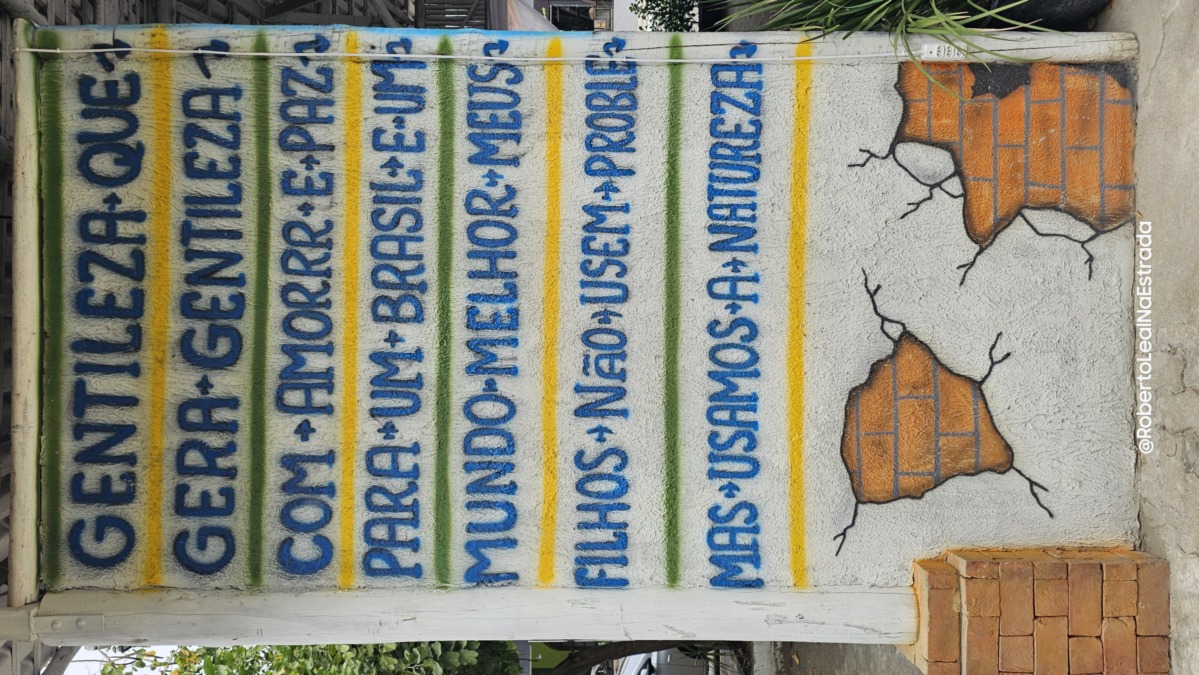 GENTILEZA QUE
GERA GENTILEZA
COM AMORRR E PAZ
PARA UM BRASIL E UM
MUNDO MELHOR MEUS
FILHOS Não USEM PROBLE
MAS USAMOS A NATUREZA
@RobertoLealNaEstrada